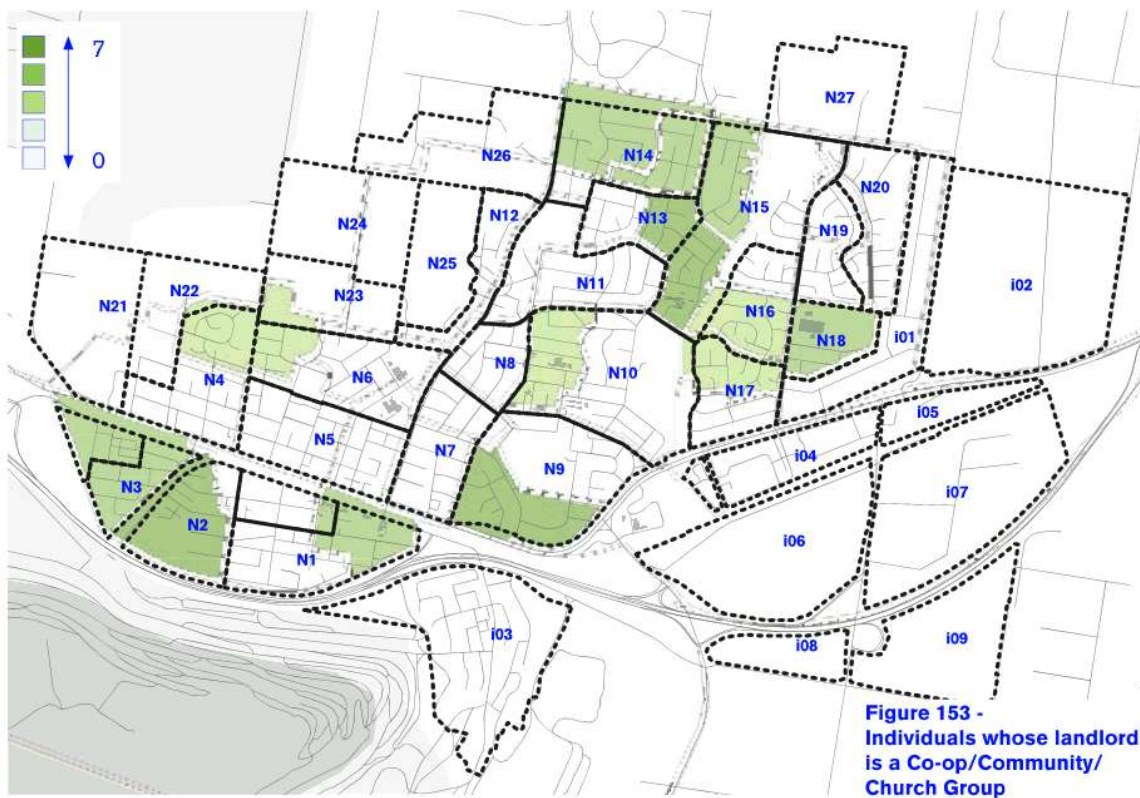 7
0
N27
N14
N26
N20
N24
N12
N13
N15
N19
N25
N11
i02
N22
N23
N21
N16
N18
i01
N8
N4
N6
N10
N17
i05
N5
N7
i04
N9
N3
i07
N2
i06
N1
i03
i08
i09
Figure 153 -
Individuals whose landlord
is a Co-op/Community/
Church Group